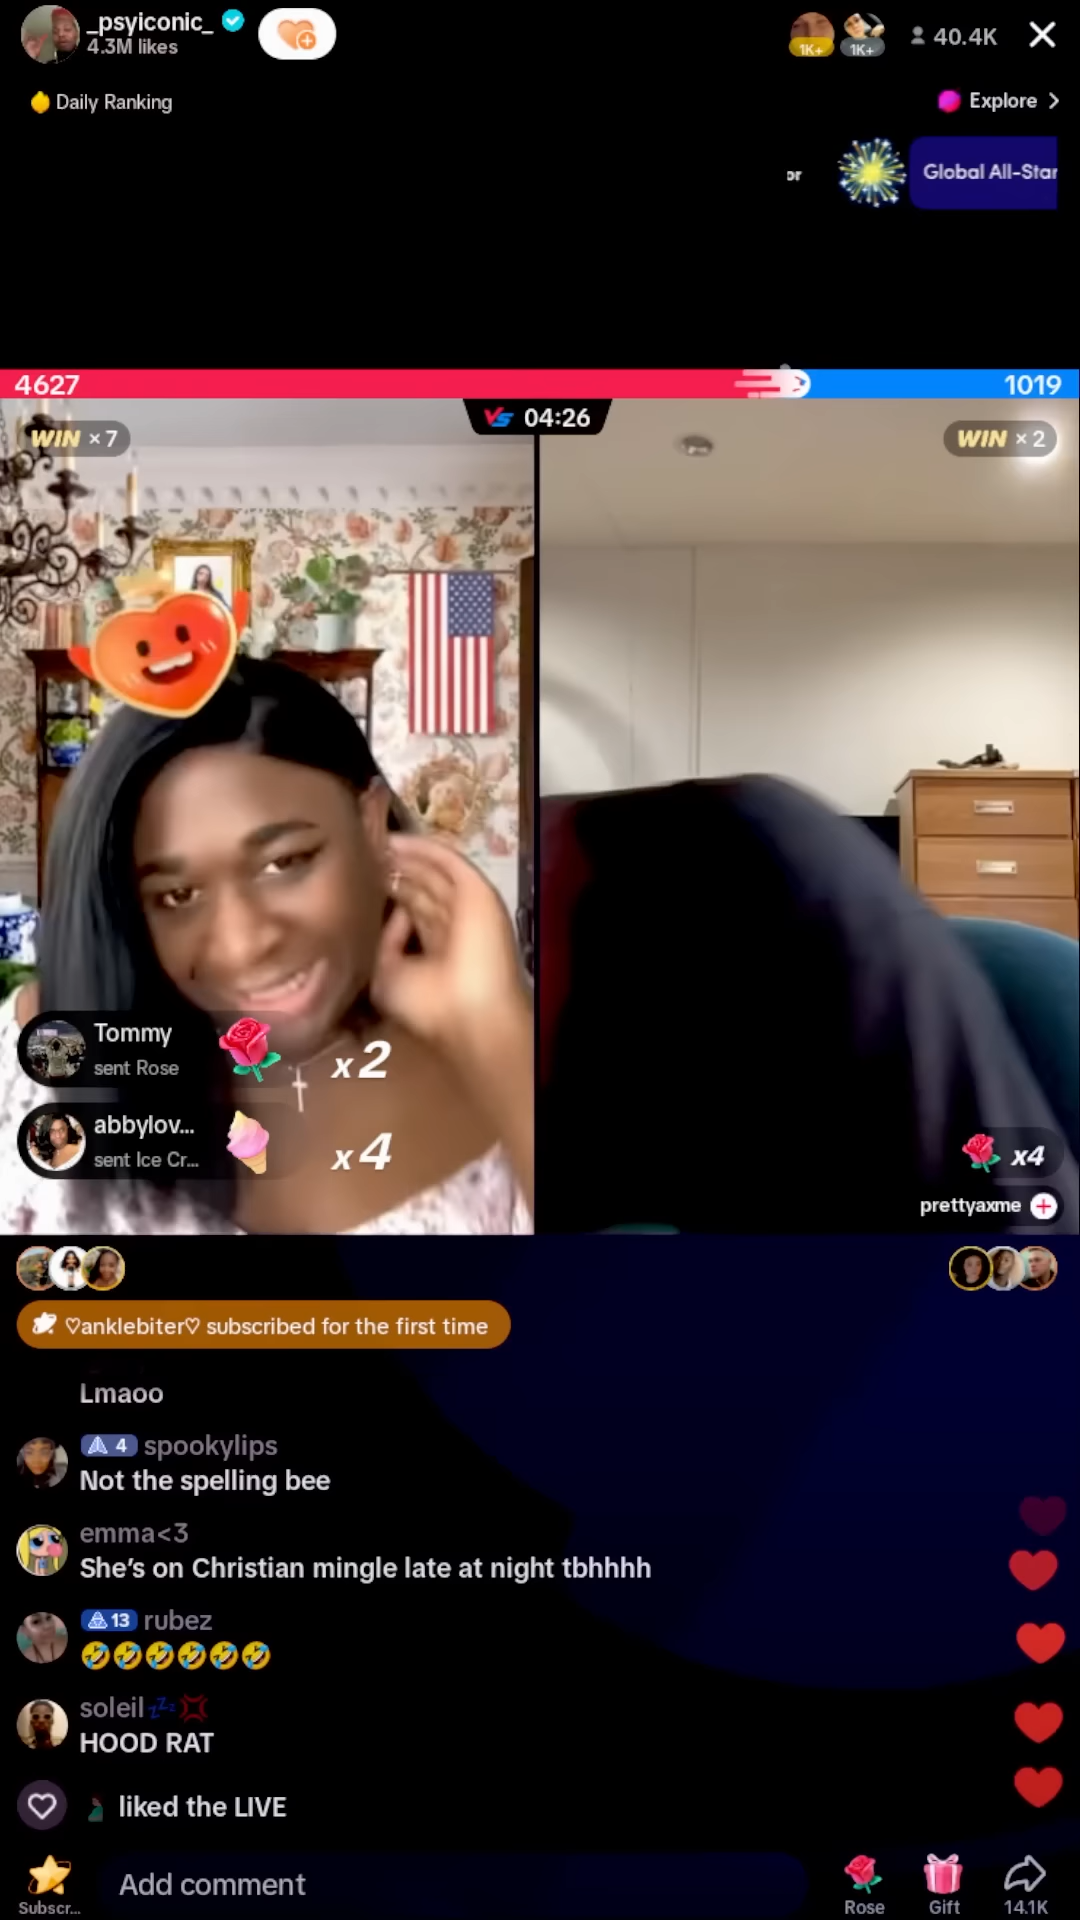 _psyiconic_
4.3M likes
1K+
1K+
40.4K
Daily Ranking
Explore
or
Global All-Star
4627
1019
VS 04:26
WIN × 7
WIN × 2
Tommy
sent Rose
x2
abbylov...
sent Ice Cr...
x4
x4
prettyaxme
♡anklebiter♡ subscribed for the first time
Lmaoo
4 spookylips
Not the spelling bee
emma<3
She's on Christian mingle late at night tbhhhh
13 rubez
🤣🤣🤣🤣🤣🤣
soleil💤💢
HOOD RAT
liked the LIVE
Subscr...
Add comment
Rose
Gift
14.1K